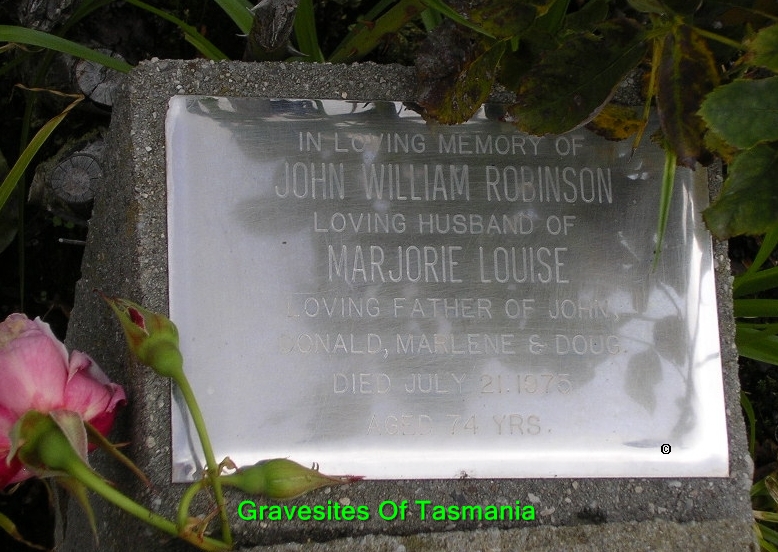 IN LOVING MEMORY OF
JOHN WILLIAM ROBINSON
LOVING HUSBAND OF
MARJORIE LOUISE
LOVING FATHER OF JOHN,
DONALD, MARLENE & DOUG.
DIED JULY 21.1975
AGED 74 YRS.
©
Gravesites Of Tasmania